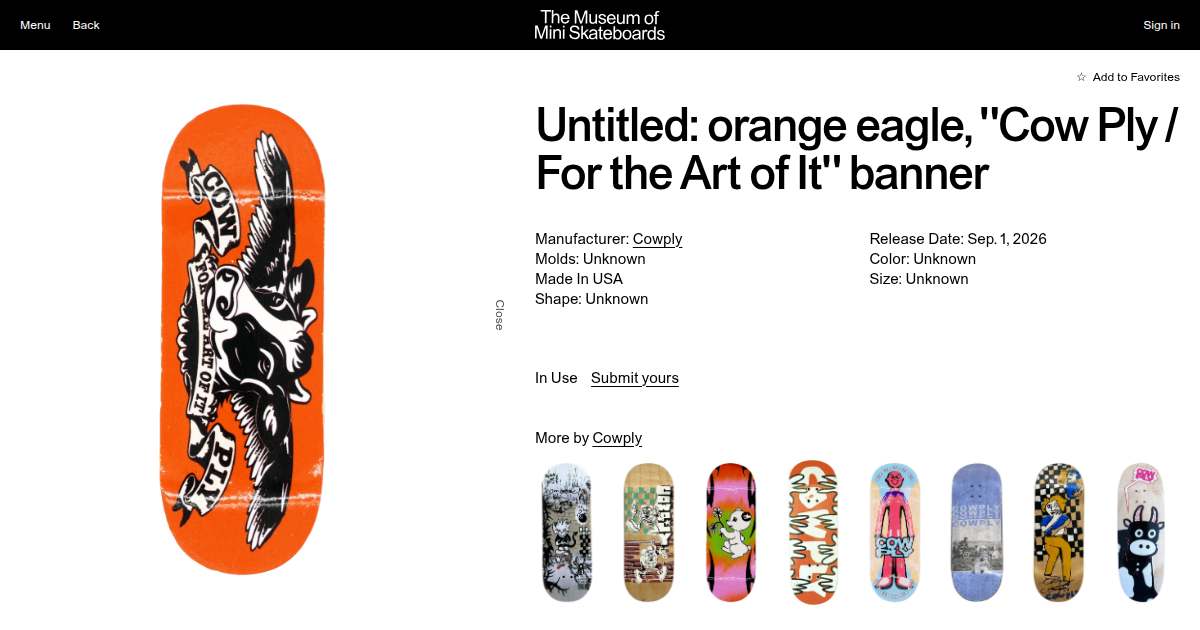 Menu
Back
The Museum of
Mini Skateboards
Sign in
☆ Add to Favorites
Untitled: orange eagle, "Cow Ply /
For the Art of It" banner
Manufacturer: Cowply
Molds: Unknown
Made In USA
Shape: Unknown
Release Date: Sep. 1, 2026
Color: Unknown
Size: Unknown
Close
COW
FOR THE ART OF IT
PLY
In Use Submit yours
More by Cowply
COWPLY
COW
PLY
COWPLY